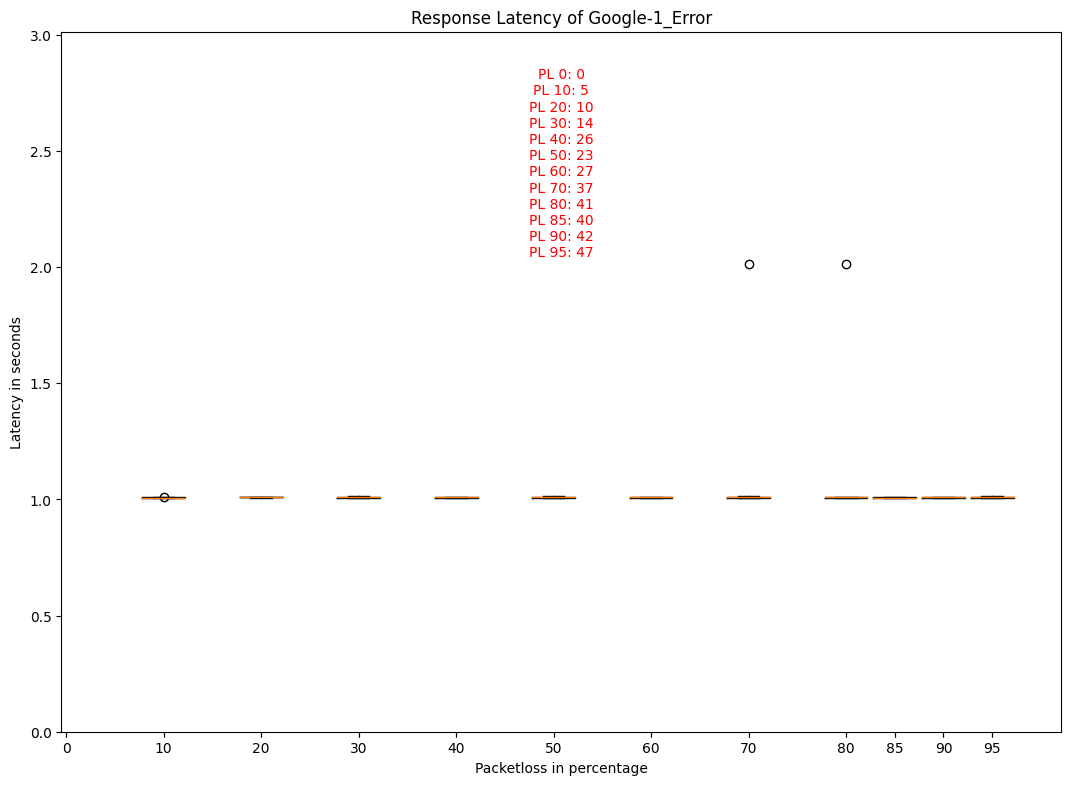 Response Latency of Google-1_Error
3.0
PL 0: 0
PL 10: 5
PL 20: 10
PL 30: 14
PL 40: 26
PL 50: 23
PL 60: 27
PL 70: 37
PL 80: 41
PL 85: 40
PL 90: 42
PL 95: 47
2.5
2.0
1.5
1.0
0.5
0.0
Latency in seconds
0 10 20 30 40 50 60 70 80 85 90 95
Packetloss in percentage